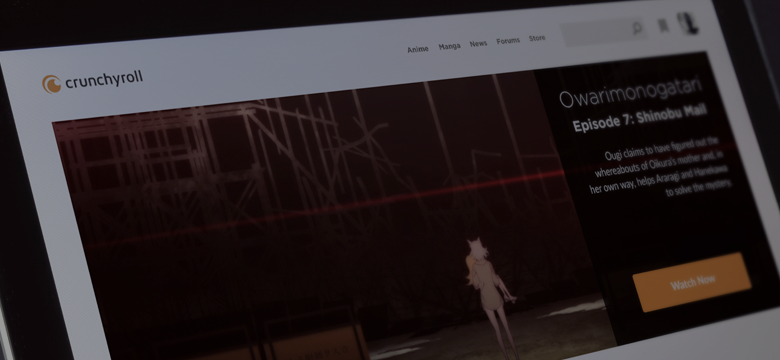 crunchyroll
Anime Manga News Forums Store
Owarimonogatari
Episode 7: Shinobu Mail
Ougi claims to have figured out the
whereabouts of Oikura's mother and, in
her own way, helps Araragi and Hanekawa
to solve the mystery.
Watch Now